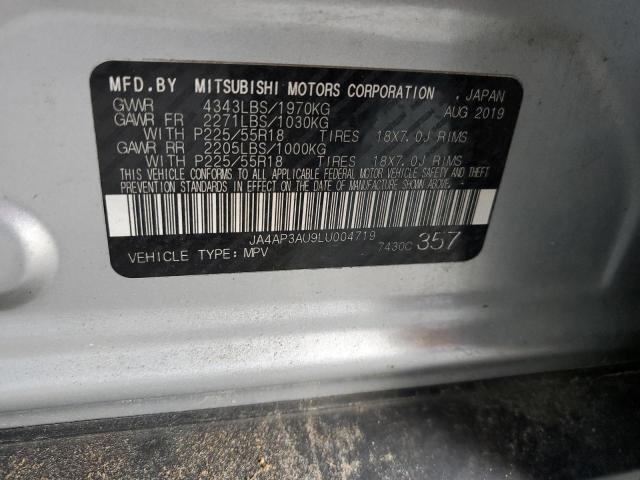 MFD.BY MITSUBISHI MOTORS CORPORATION , JAPAN
GVWR 4343LBS/1970KG AUG 2019
GAWR FR 2271LBS/1030KG
WITH P225/55R18 TIRES 18X7.0J RIMS
GAWR RR 2205LBS/1000KG
WITH P225/55R18 TIRES 18X7.0J RIMS
THIS VEHICLE CONFORMS TO ALL APPLICABLE FEDERAL MOTOR VEHICLE SAFETY AND THEFT
PREVENTION STANDARDS IN EFFECT ON THE DATE OF MANUFACTURE SHOWN ABOVE.
JA4AP3AU9LU004719
VEHICLE TYPE: MPV 7430C 357